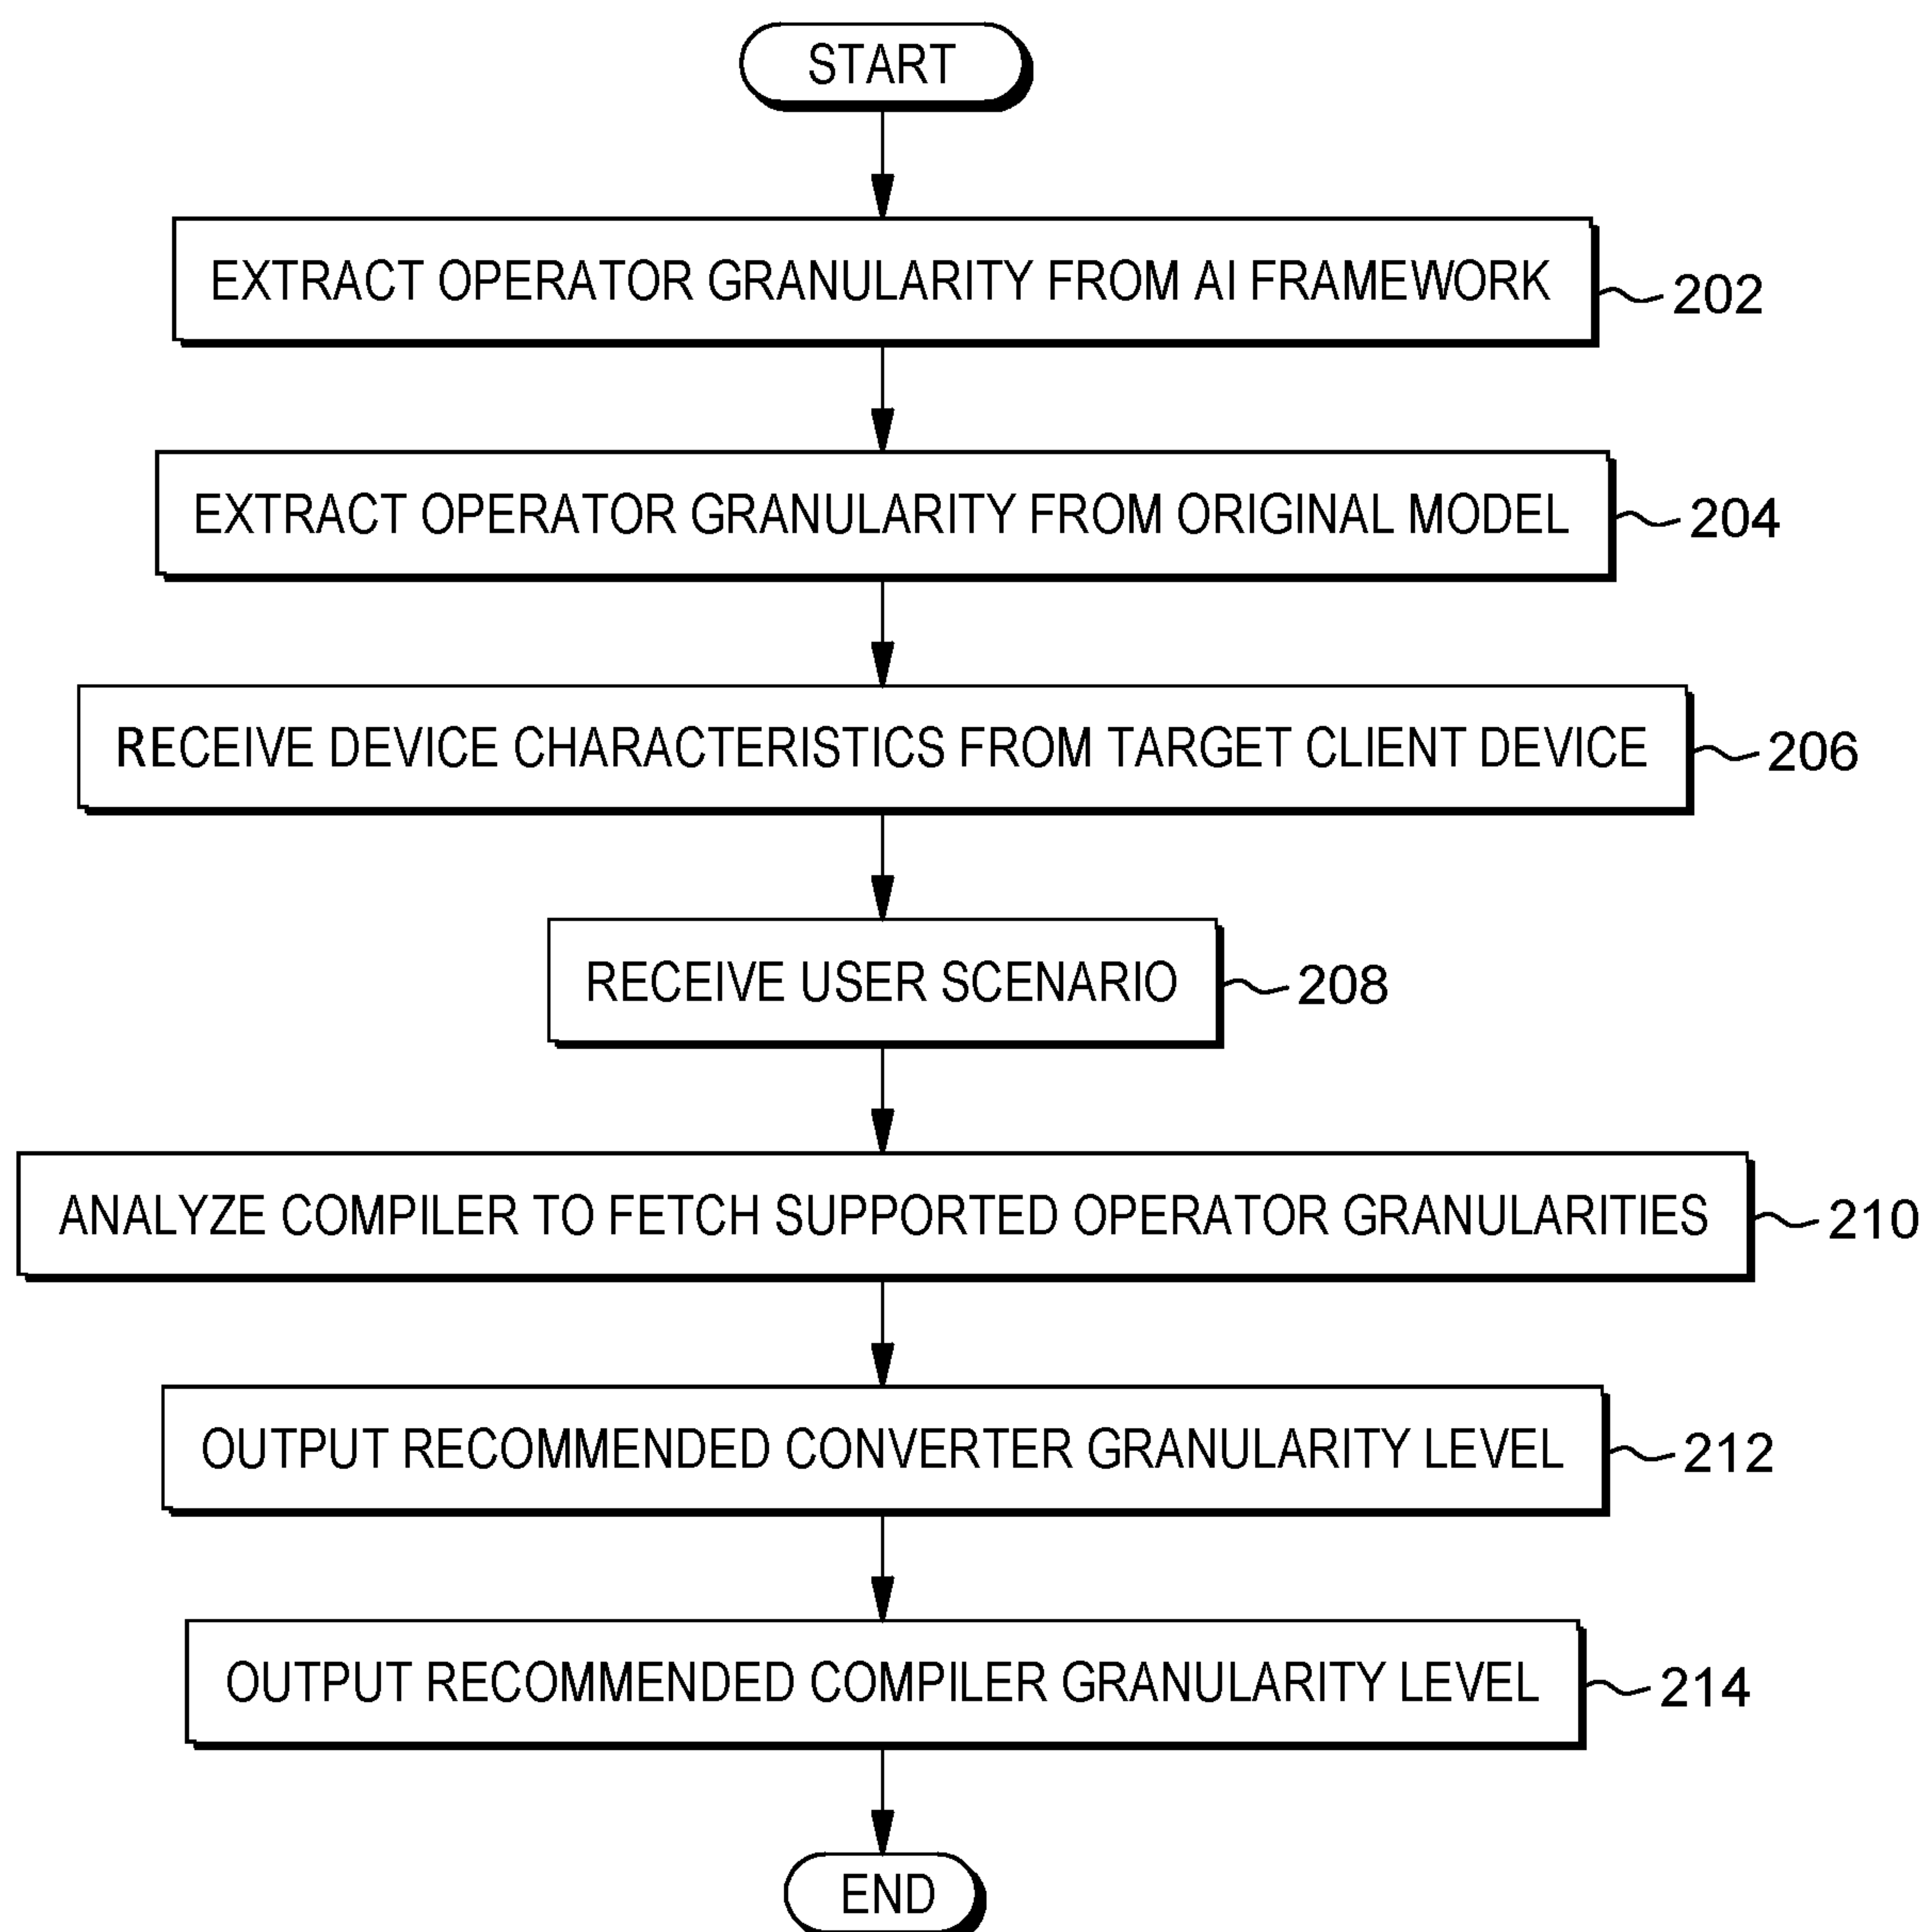 START
EXTRACT OPERATOR GRANULARITY FROM AI FRAMEWORK
202
EXTRACT OPERATOR GRANULARITY FROM ORIGINAL MODEL
204
RECEIVE DEVICE CHARACTERISTICS FROM TARGET CLIENT DEVICE
206
RECEIVE USER SCENARIO
208
ANALYZE COMPILER TO FETCH SUPPORTED OPERATOR GRANULARITIES
210
OUTPUT RECOMMENDED CONVERTER GRANULARITY LEVEL
212
OUTPUT RECOMMENDED COMPILER GRANULARITY LEVEL
214
END